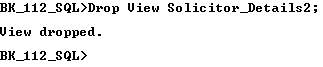 BK_112_SQL>Drop View Solicitor_Details2;
View dropped.
BK_112_SQL>